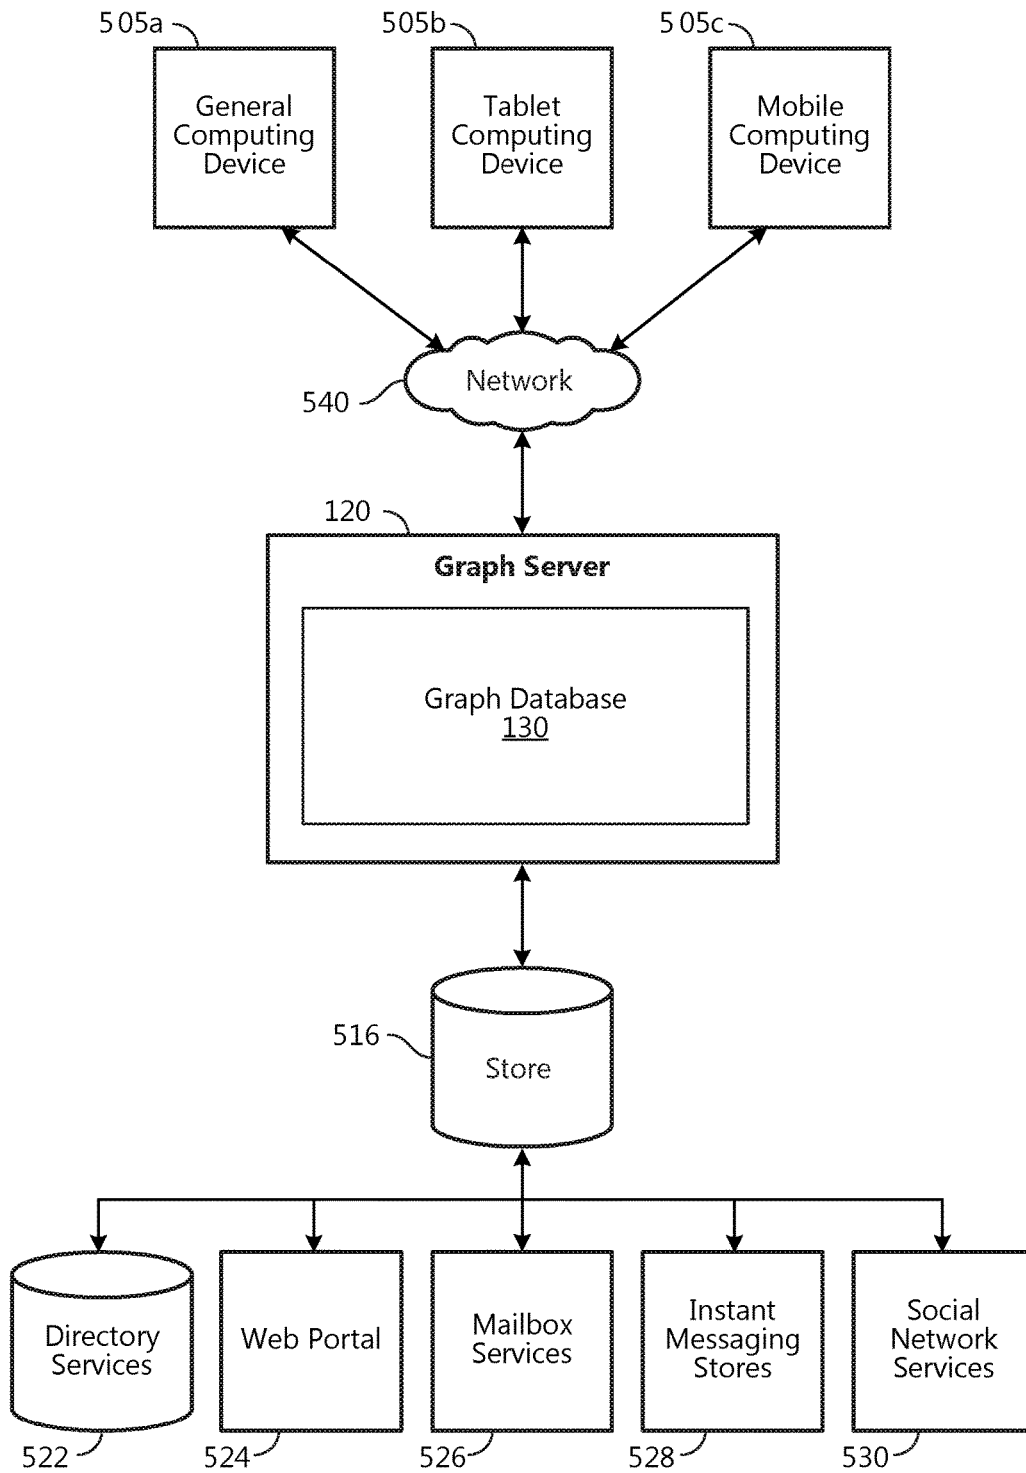 505a
505b
505c
General
Computing
Device
Tablet
Computing
Device
Mobile
Computing
Device
Network
540
120
Graph Server
Graph Database
130
516
Store
Directory
Services
Web Portal
Mailbox
Services
Instant
Messaging
Stores
Social
Network
Services
522
524
526
528
530